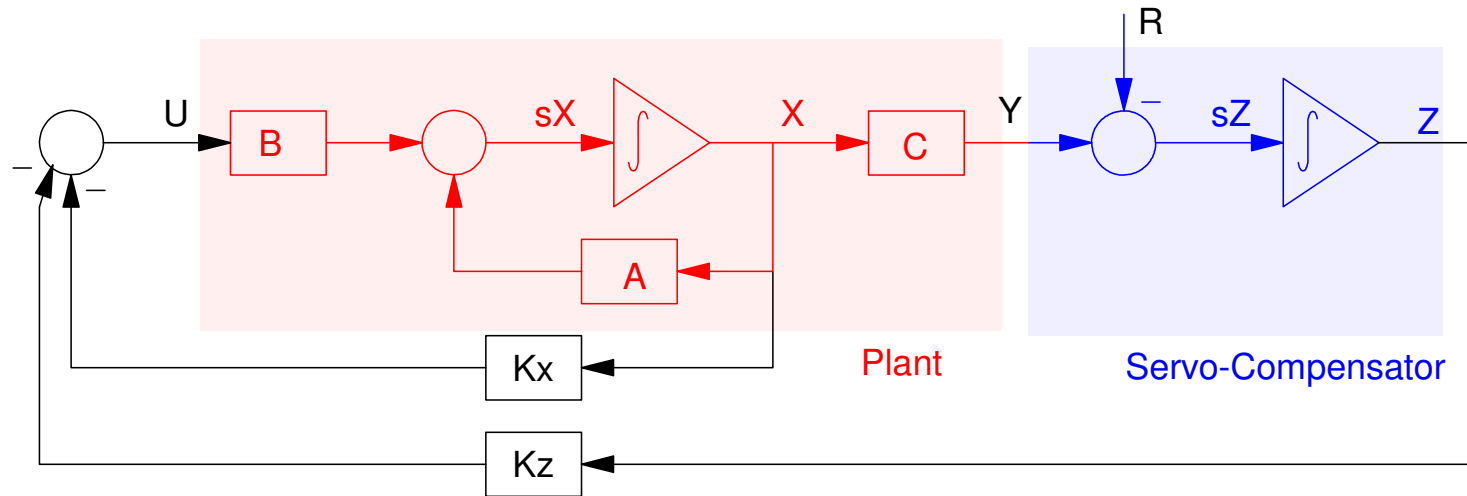 R
U
B
sX
∫
X
C
Y
−
sZ
∫
Z
−
−
A
Kx
Plant
Servo-Compensator
Kz